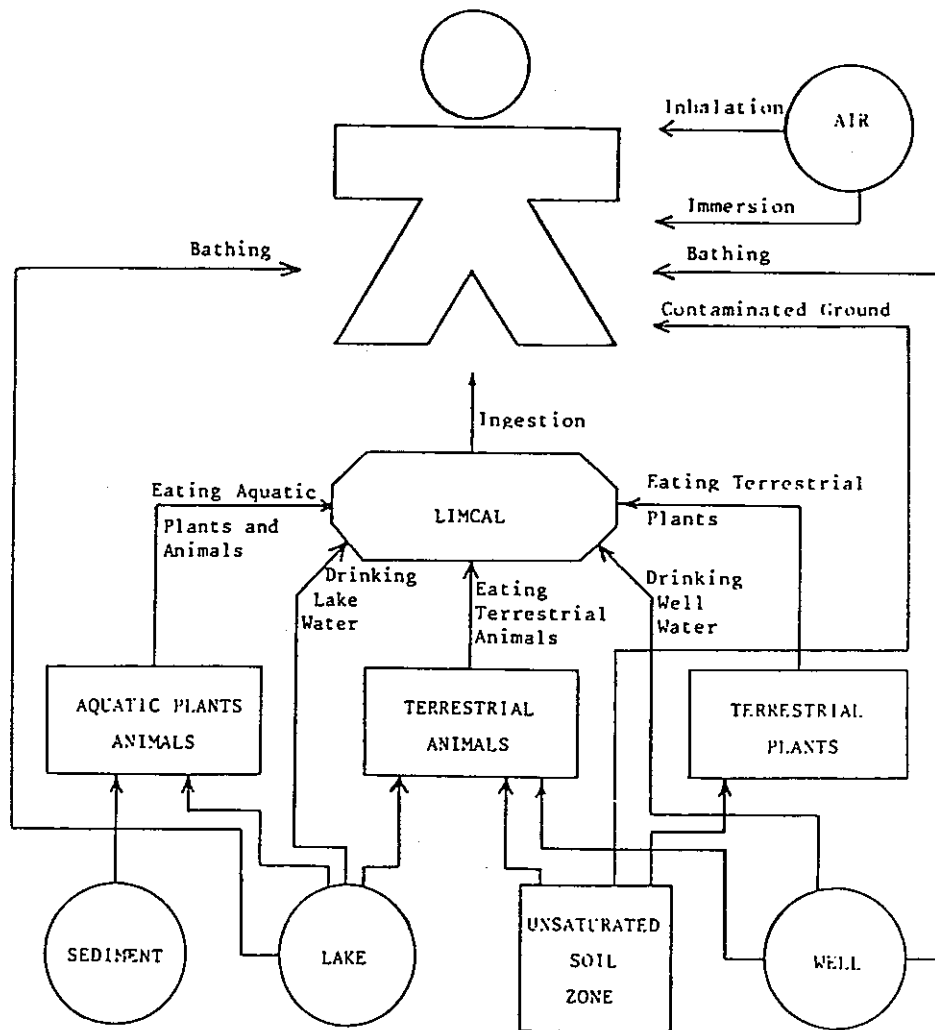 Inhalation
AIR
Immersion
Bathing
Bathing
Contaminated Ground
Ingestion
Eating Aquatic
Plants and
Animals
LIMCAL
Eating Terrestrial
Plants
Drinking
Lake
Water
Eating
Terrestrial
Animals
Drinking
Well
Water
AQUATIC PLANTS
ANIMALS
TERRESTRIAL
ANIMALS
TERRESTRIAL
PLANTS
SEDIMENT
LAKE
UNSATURATED
SOIL
ZONE
WELL